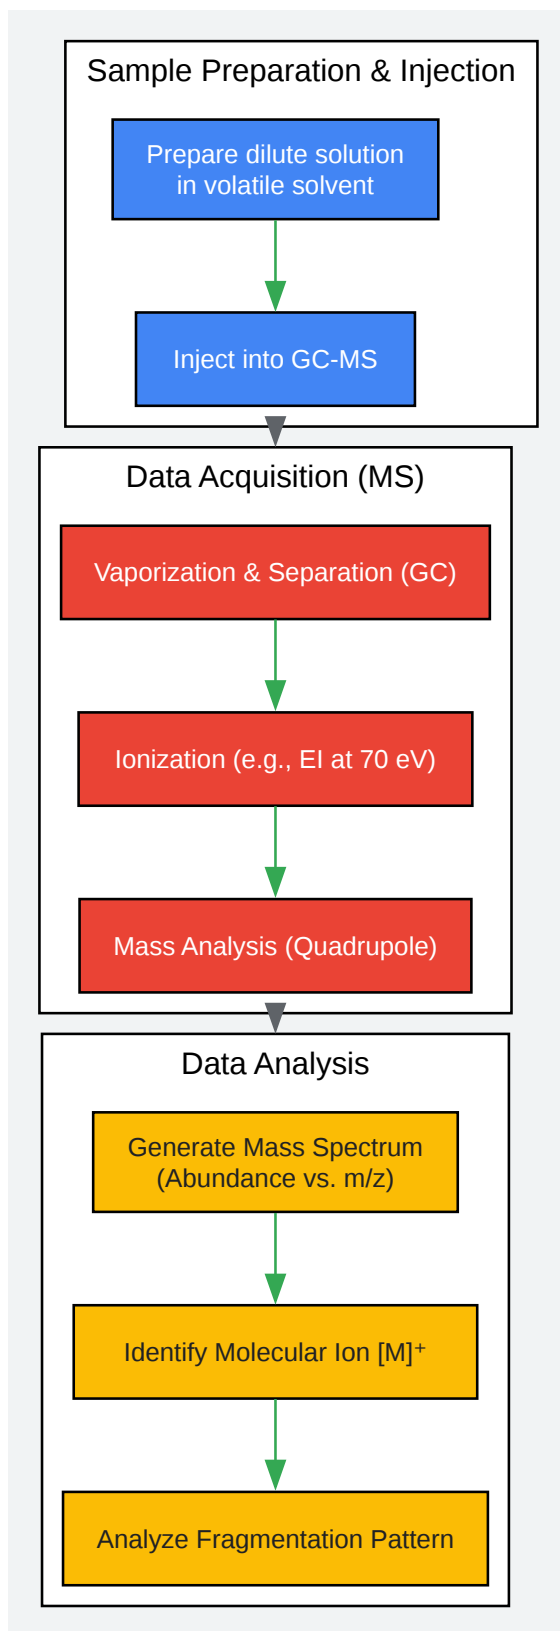 Sample Preparation & Injection
Prepare dilute solution
in volatile solvent
Inject into GC-MS
Data Acquisition (MS)
Vaporization & Separation (GC)
Ionization (e.g., EI at 70 eV)
Mass Analysis (Quadrupole)
Data Analysis
Generate Mass Spectrum
(Abundance vs. m/z)
Identify Molecular Ion [M]⁺
Analyze Fragmentation Pattern